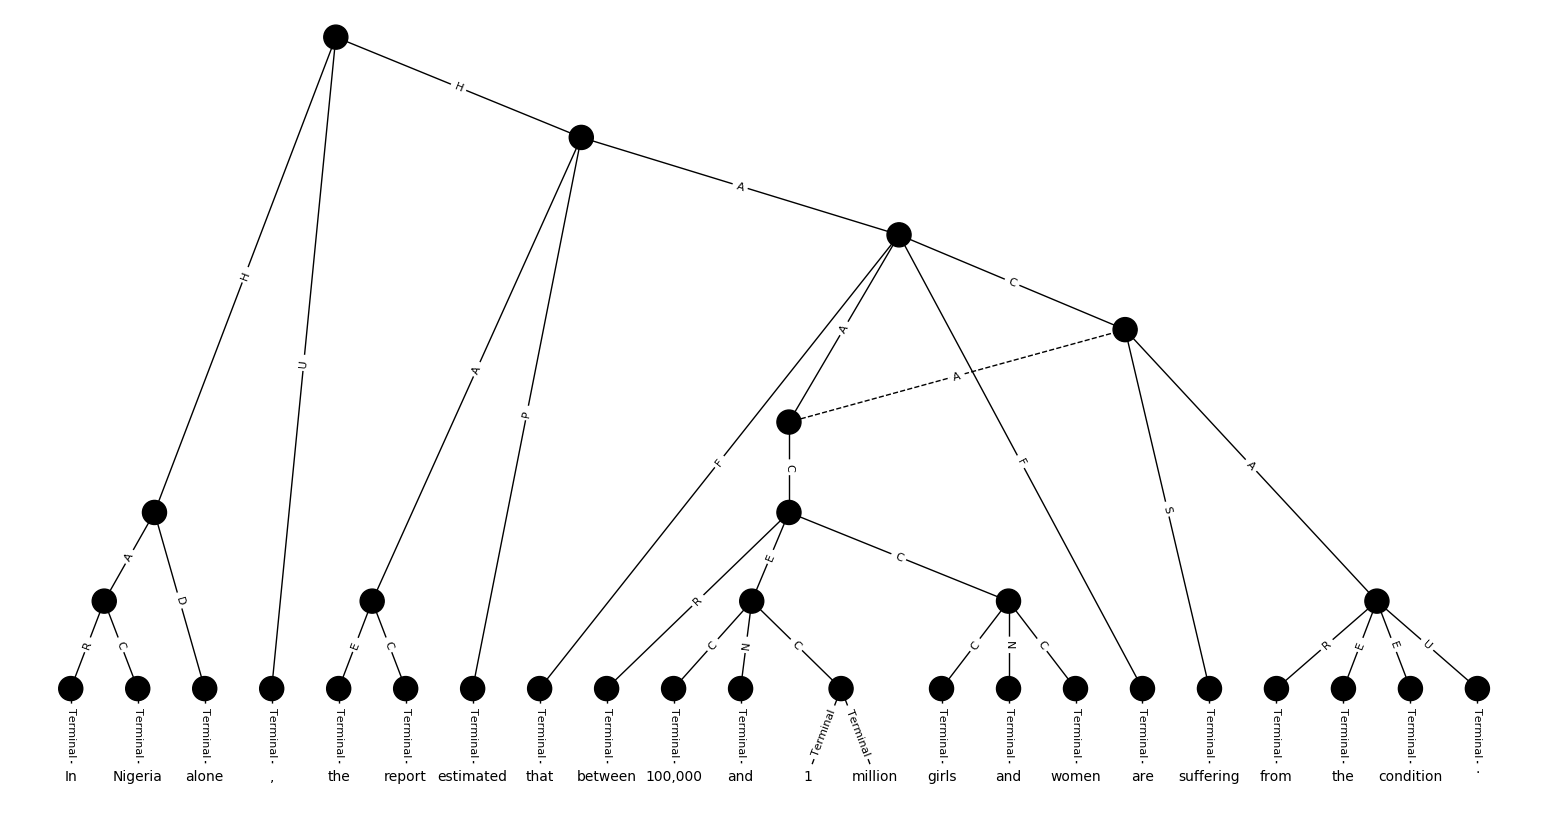 H
A
H
C
A
U
A
A
P
F
F
A
C
S
A
D
R
E
C
R
C
E
C
C
N
C
C
N
C
R
E
E
U
Terminal Terminal Terminal Terminal Terminal Terminal Terminal Terminal Terminal Terminal Terminal Terminal Terminal Terminal Terminal Terminal Terminal Terminal Terminal Terminal Terminal Terminal
In Nigeria alone , the report estimated that between 100,000 and 1 million girls and women are suffering from the condition .